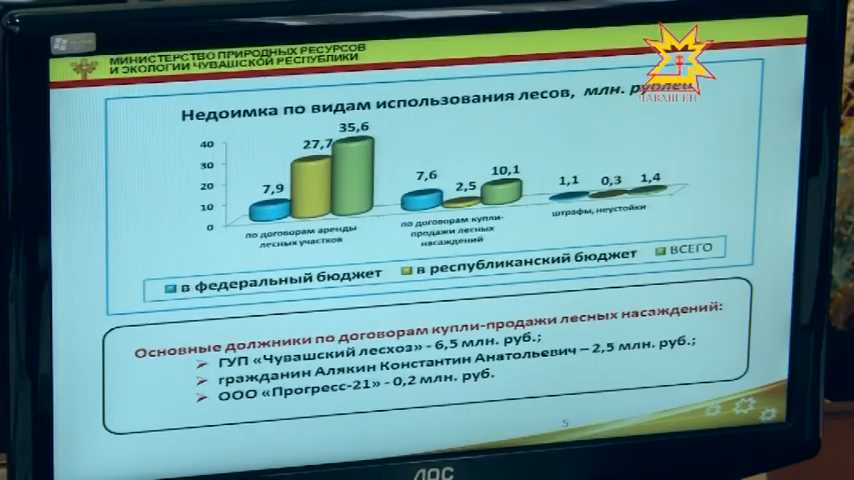 МИНИСТЕРСТВО ПРИРОДНЫХ РЕСУРСОВ
И ЭКОЛОГИИ ЧУВАШСКОЙ РЕСПУБЛИКИ
ЧАВАШ ЕН
Недоимка по видам использования лесов, млн. рублей
40
30
20
10
0
7,9
27,7
35,6
7,6
2,5
10,1
1,1
0,3
1,4
по договорам аренды
лесных участков
по договорам купли-
продажи лесных
насаждений
штрафы, неустойки
в федеральный бюджет
в республиканский бюджет
ВСЕГО
Основные должники по договорам купли-продажи лесных насаждений:
ГУП «Чувашский лесхоз» - 6,5 млн. руб.;
гражданин Алякин Константин Анатольевич – 2,5 млн. руб.;
ООО «Прогресс-21» - 0,2 млн. руб.
5
AOC